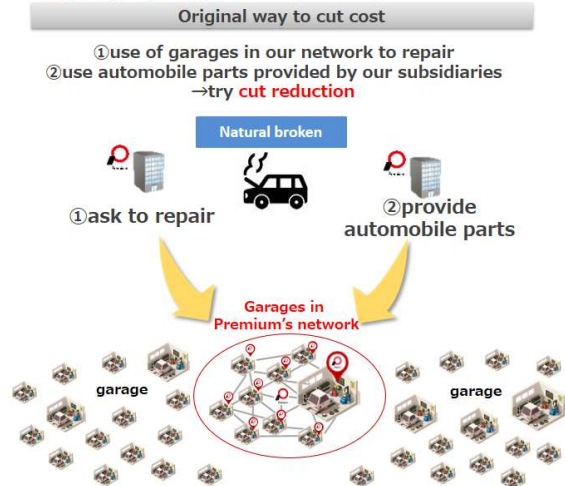 Original way to cut cost
①use of garages in our network to repair
②use automobile parts provided by our subsidiaries
→try cut reduction
Natural broken
①ask to repair
②provide
automobile parts
Garages in
Premium's network
garage
garage